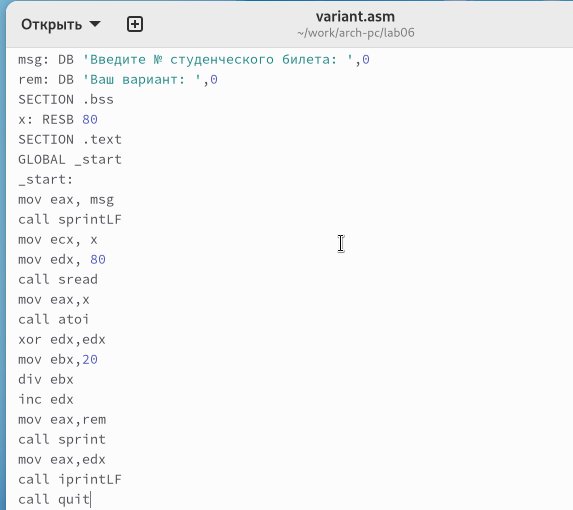 Открыть
variant.asm
~/work/arch-pc/lab06
msg: DB 'Введите № студенческого билета: ',0
rem: DB 'Ваш вариант: ',0
SECTION .bss
x: RESB 80
SECTION .text
GLOBAL _start
_start:
mov eax, msg
call sprintLF
mov ecx, x
mov edx, 80
call sread
mov eax,x
call atoi
xor edx,edx
mov ebx,20
div ebx
inc edx
mov eax,rem
call sprint
mov eax,edx
call iprintLF
call quit